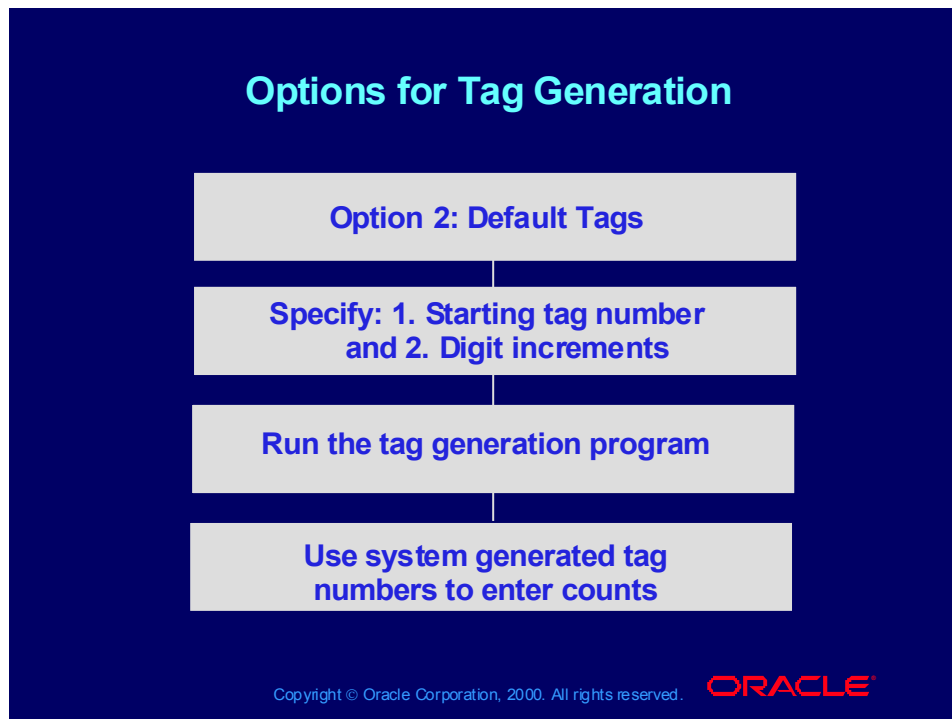 Options for Tag Generation
Option 2: Default Tags
Specify: 1. Starting tag number
and 2. Digit increments
Run the tag generation program
Use system generated tag
numbers to enter counts
Copyright © Oracle Corporation, 2000. All rights reserved.
ORACLE®